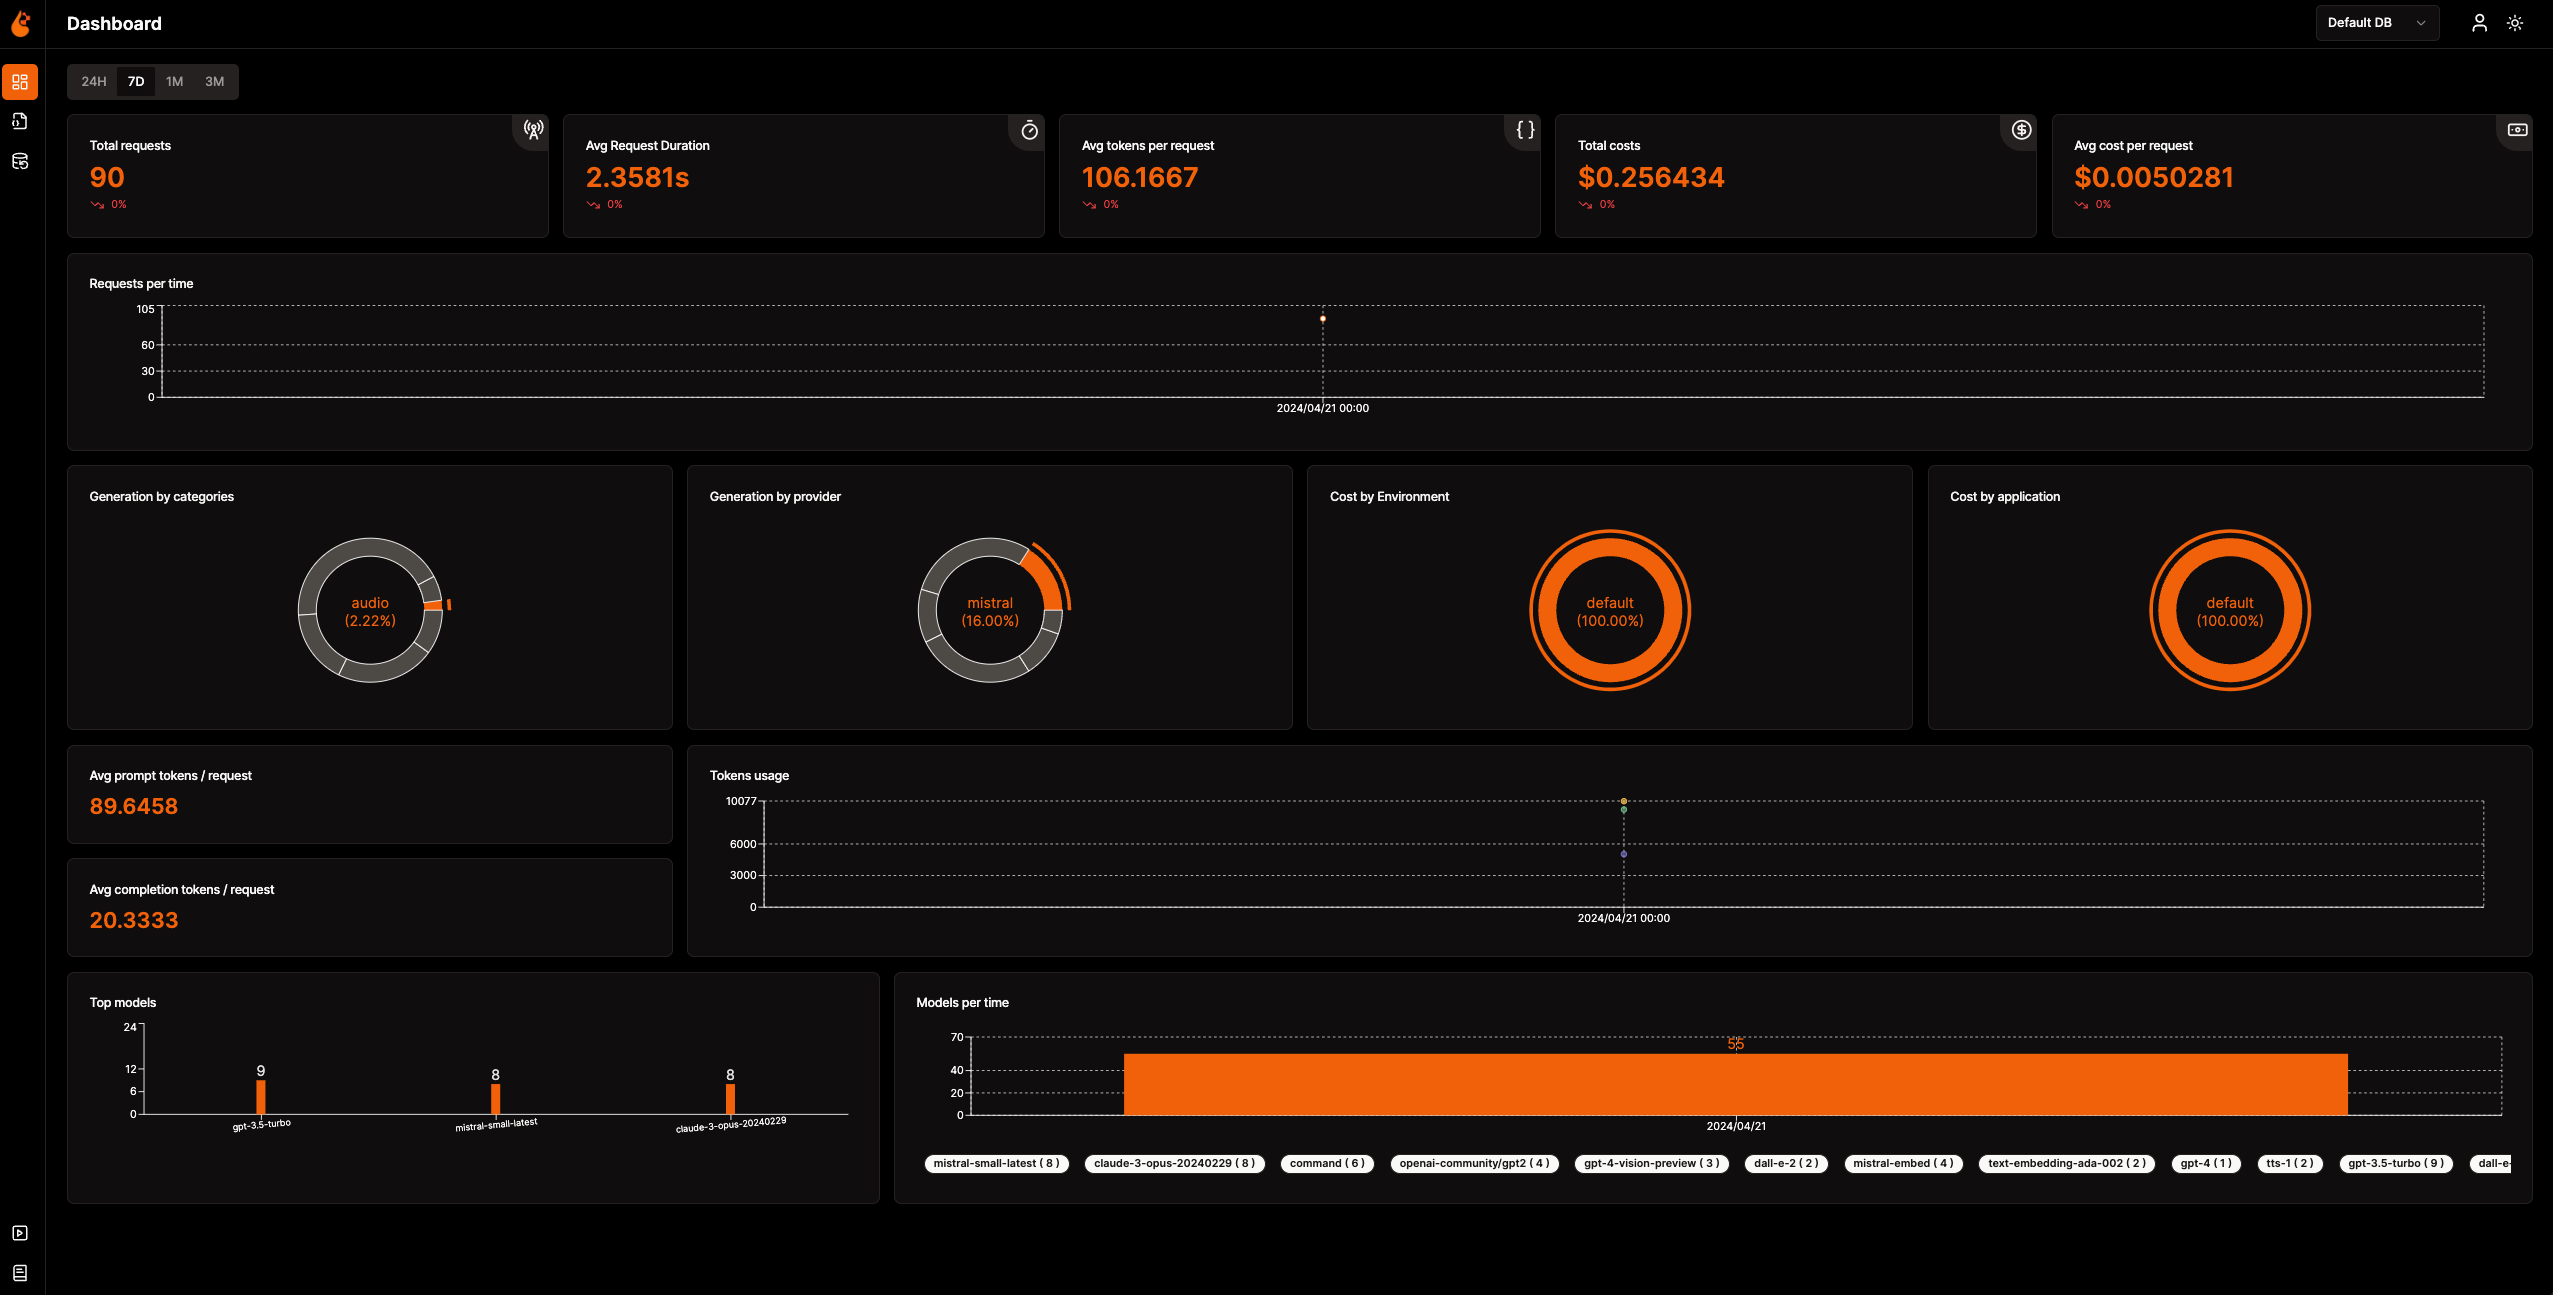 Dashboard
Default DB
24H 7D 1M 3M
Total requests
90
0%
Avg Request Duration
2.3581s
0%
Avg tokens per request
106.1667
0%
Total costs
$0.256434
0%
Avg cost per request
$0.0050281
0%
Requests per time
105
60
30
0
2024/04/21 00:00
Generation by categories
audio
(2.22%)
Generation by provider
mistral
(16.00%)
Cost by Environment
default
(100.00%)
Cost by application
default
(100.00%)
Avg prompt tokens / request
89.6458
Avg completion tokens / request
20.3333
Tokens usage
10077
6000
3000
0
2024/04/21 00:00
Top models
24
12
6
0
9
8
8
gpt-3.5-turbo
mistral-small-latest
claude-3-opus-20240229
Models per time
70
40
20
0
55
2024/04/21
mistral-small-latest ( 8 ) claude-3-opus-20240229 ( 8 ) command ( 6 ) openai-community/gpt2 ( 4 ) gpt-4-vision-preview ( 3 ) dall-e-2 ( 2 ) mistral-embed ( 4 ) text-embedding-ada-002 ( 2 ) gpt-4 ( 1 ) tts-1 ( 2 ) gpt-3.5-turbo ( 9 ) dall-e-